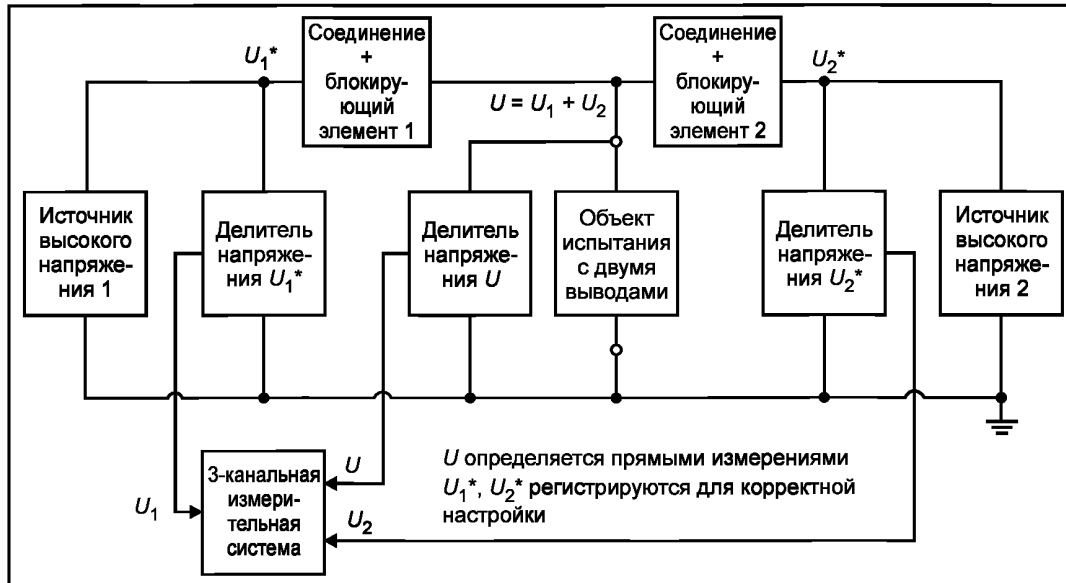 U₁*
Соединение
+
блокиру-
ющий
элемент 1
U = U₁ + U₂
Соединение
+
блокиру-
ющий
элемент 2
U₂*
Источник
высокого
напряже-
ния 1
Делитель
напряже-
ния U₁*
Делитель
напряже-
ния U
Объект
испытания
с двумя
выводами
Делитель
напряже-
ния U₂*
Источник
высокого
напряже-
ния 2
U₁
3-канальная
измери-
тельная
система
U
U₂
U определяется прямыми измерениями
U₁*, U₂* регистрируются для корректной
настройки